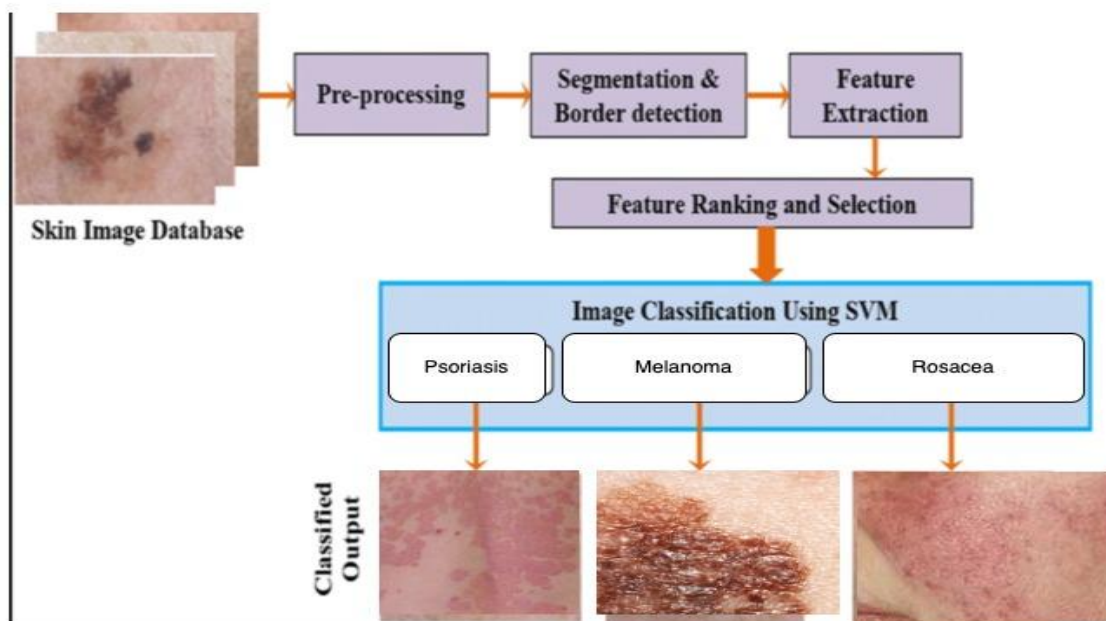 Pre-processing
Segmentation &
Border detection
Feature
Extraction
Skin Image Database
Feature Ranking and Selection
Image Classification Using SVM
Psoriasis
Melanoma
Rosacea
Classified
Output